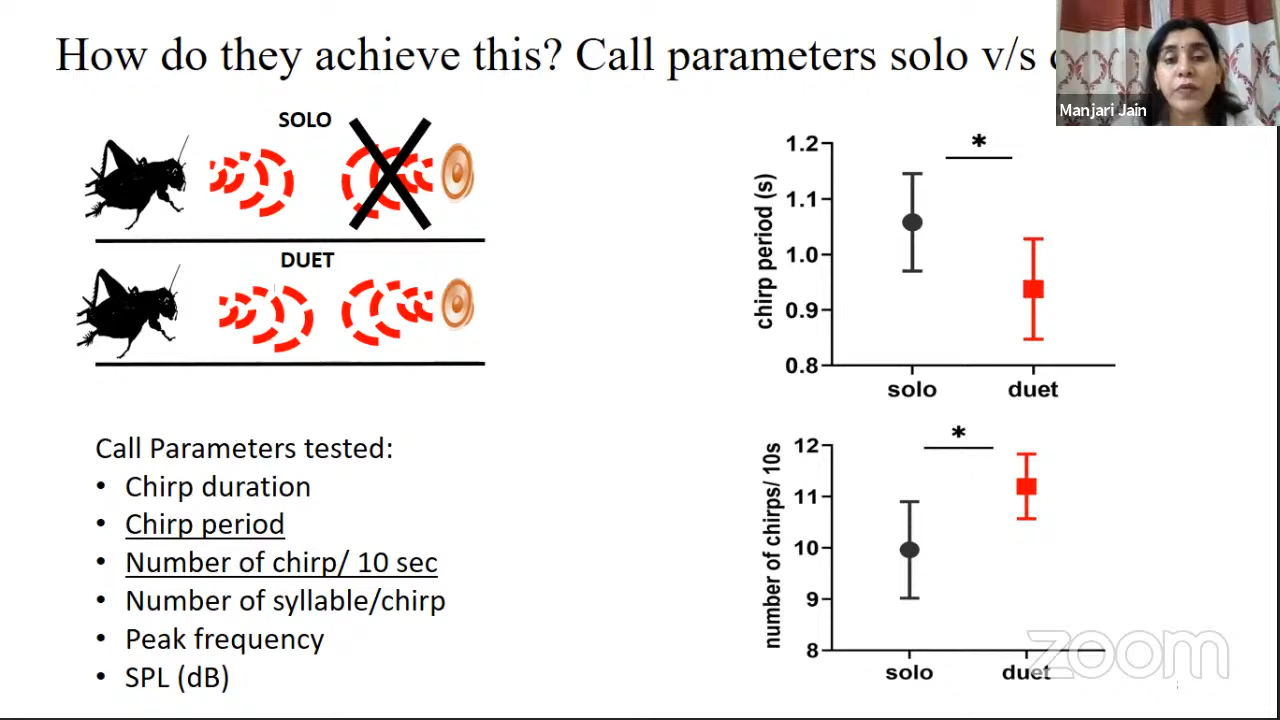 How do they achieve this? Call parameters solo v/s
Manjari Jain
SOLO
DUET
Call Parameters tested:
• Chirp duration
• Chirp period
• Number of chirp/ 10 sec
• Number of syllable/chirp
• Peak frequency
• SPL (dB)
*
chirp period (s)
1.2
1.1
1.0
0.9
0.8
solo duet
*
number of chirps/ 10s
12
11
10
9
8
solo duet
zoom